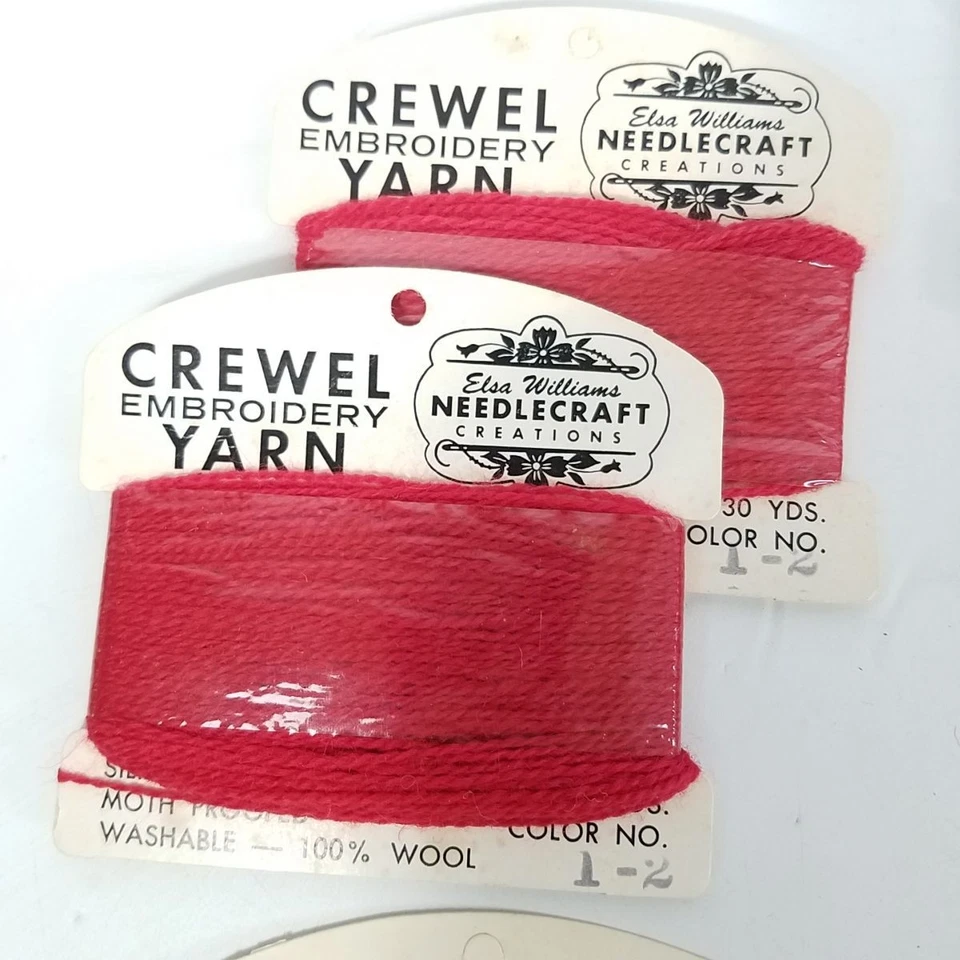 CREWEL
EMBROIDERY
YARN
Elsa Williams
NEEDLECRAFT
CREATIONS
30 YDS.
OLOR NO.
1-2
CREWEL
EMBROIDERY
YARN
Elsa Williams
NEEDLECRAFT
CREATIONS
MOTH PROOFED
WASHABLE — 100% WOOL
COLOR NO.
1-2